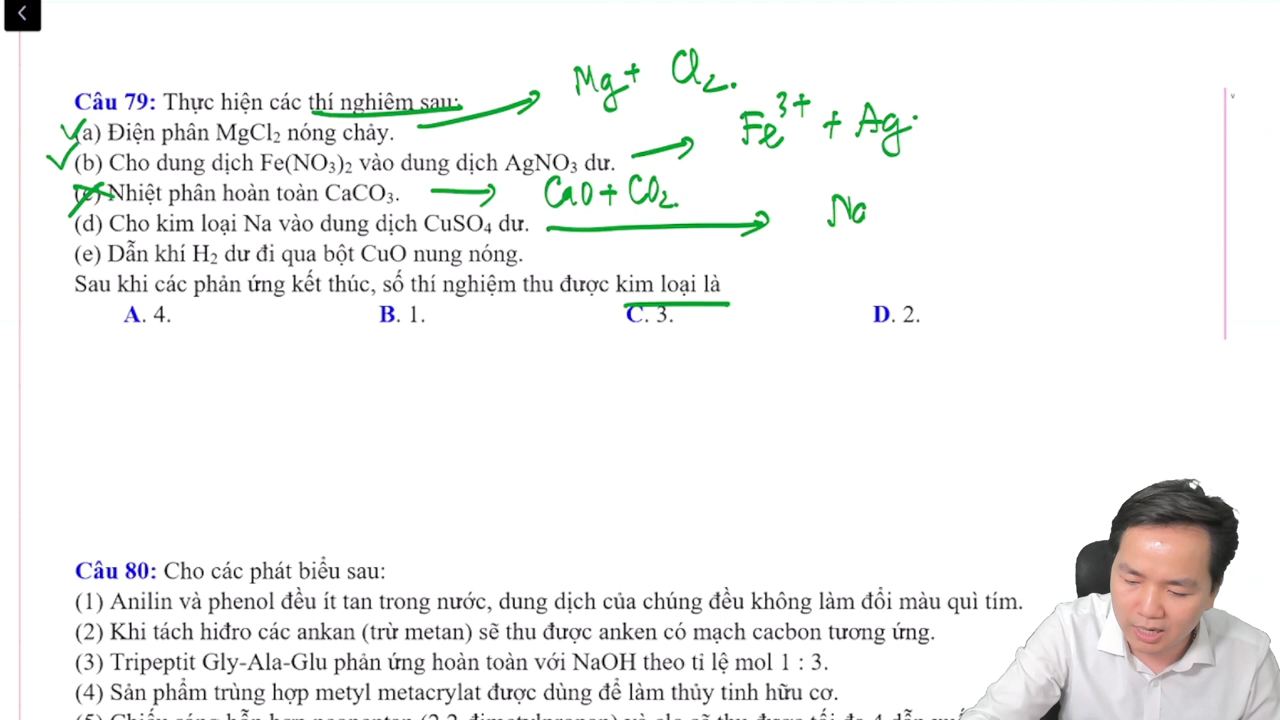 Mg + Cl2.
Câu 79: Thực hiện các thí nghiệm sau:
(a) Điện phân MgCl2 nóng chảy.
Fe3+ + Ag.
(b) Cho dung dịch Fe(NO3)2 vào dung dịch AgNO3 dư.
(c) Nhiệt phân hoàn toàn CaCO3.
CaO + CO2.
(d) Cho kim loại Na vào dung dịch CuSO4 dư.
Na
(e) Dẫn khí H2 dư đi qua bột CuO nung nóng.
Sau khi các phản ứng kết thúc, số thí nghiệm thu được kim loại là
A. 4. B. 1. C. 3. D. 2.
Câu 80: Cho các phát biểu sau:
(1) Anilin và phenol đều ít tan trong nước, dung dịch của chúng đều không làm đổi màu quì tím.
(2) Khi tách hiđro các ankan (trừ metan) sẽ thu được anken có mạch cacbon tương ứng.
(3) Tripeptit Gly-Ala-Glu phản ứng hoàn toàn với NaOH theo tỉ lệ mol 1 : 3.
(4) Sản phẩm trùng hợp metyl metacrylat được dùng để làm thủy tinh hữu cơ.